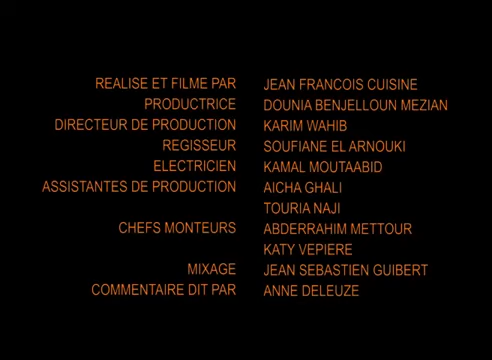 REALISE ET FILME PAR JEAN FRANCOIS CUISINE
PRODUCTRICE DOUNIA BENJELLOUN MEZIAN
DIRECTEUR DE PRODUCTION KARIM WAHIB
REGISSEUR SOUFIANE EL ARNOUKI
ELECTRICIEN KAMAL MOUTAABID
ASSISTANTES DE PRODUCTION AICHA GHALI
TOURIA NAJI
CHEFS MONTEURS ABDERRAHIM METTOUR
KATY VEPIERE
MIXAGE JEAN SEBASTIEN GUIBERT
COMMENTAIRE DIT PAR ANNE DELEUZE